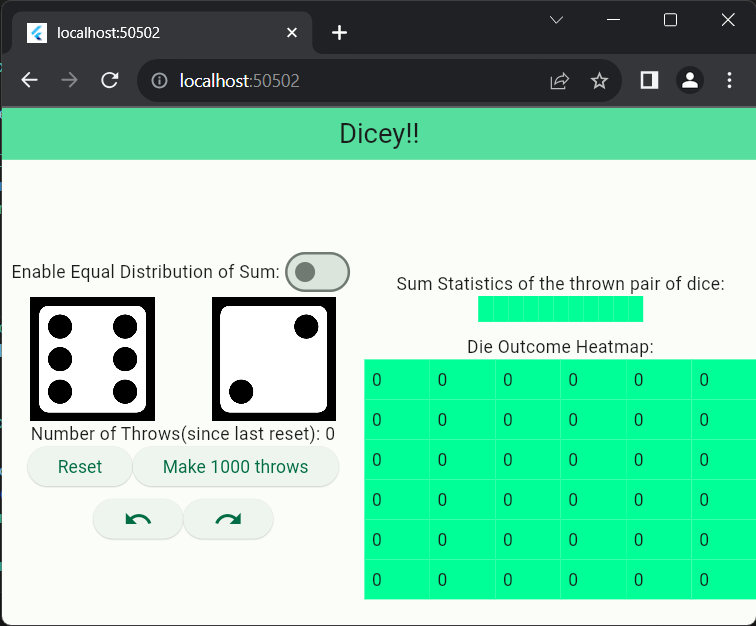 localhost:50502
localhost:50502
Dicey!!
Enable Equal Distribution of Sum:
Number of Throws(since last reset): 0
Reset
Make 1000 throws
Sum Statistics of the thrown pair of dice:
Die Outcome Heatmap:
0 0 0 0 0 0
0 0 0 0 0 0
0 0 0 0 0 0
0 0 0 0 0 0
0 0 0 0 0 0
0 0 0 0 0 0